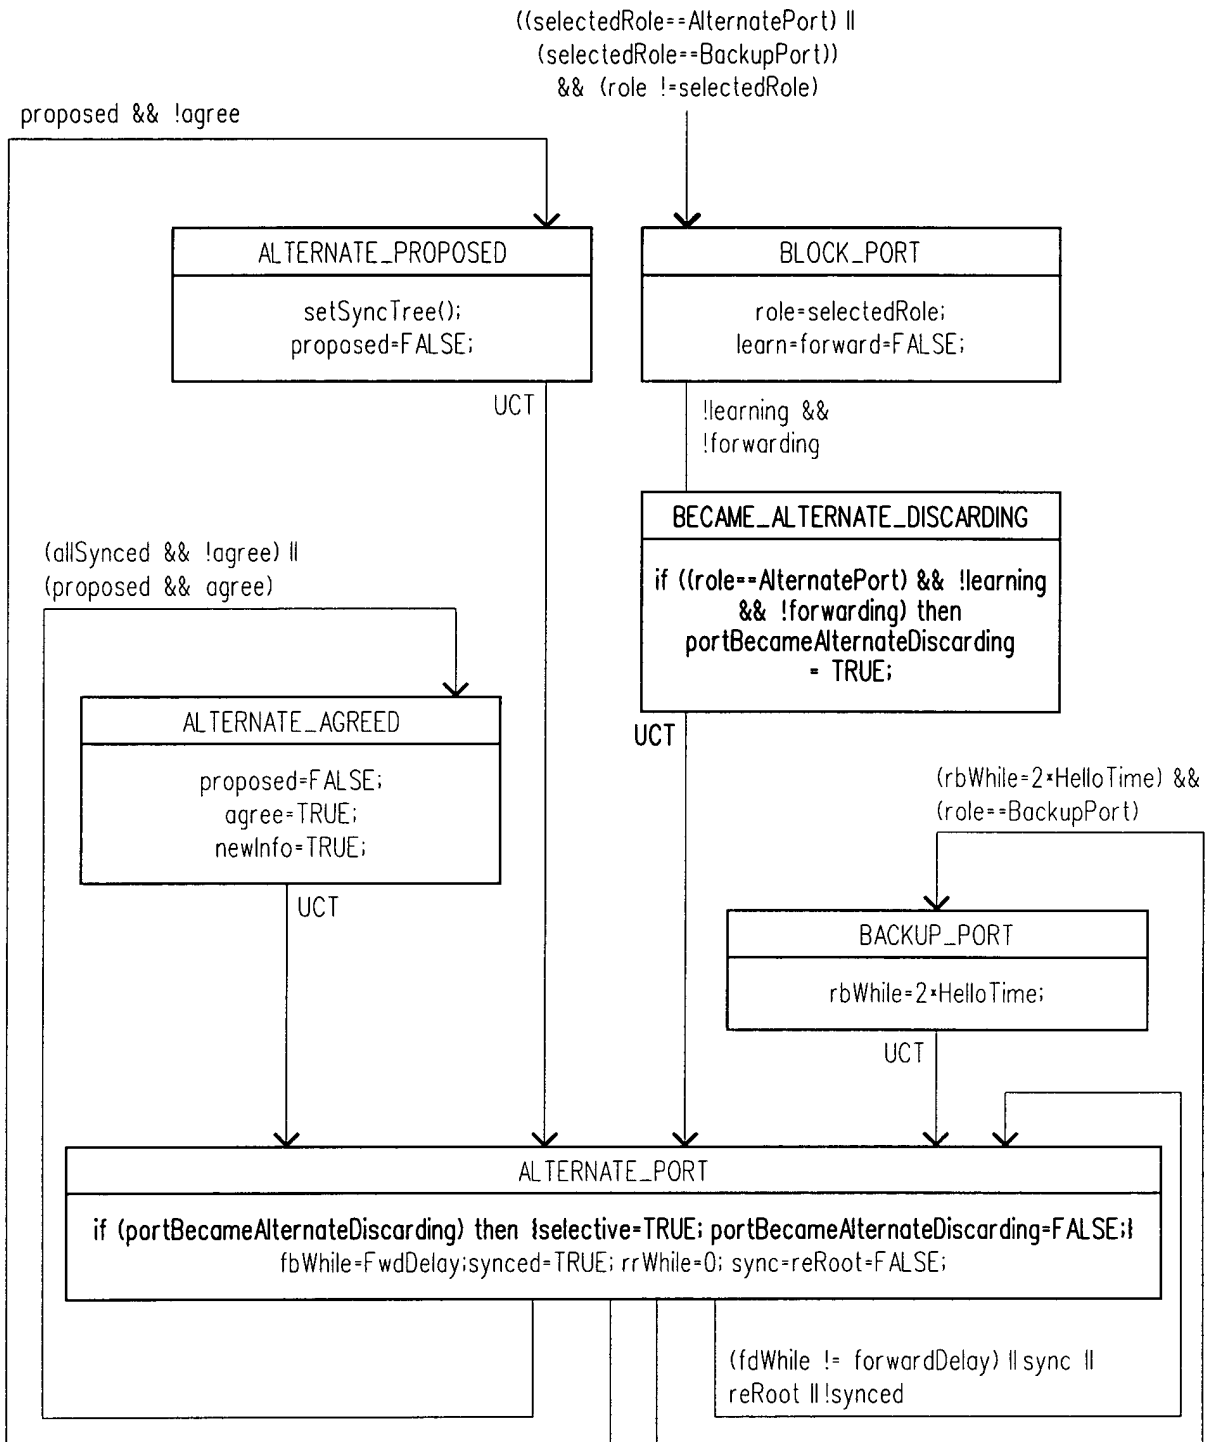 ((selectedRole==AlternatePort) ||
(selectedRole==BackupPort))
&& (role !=selectedRole)
proposed && !agree
ALTERNATE_PROPOSED
setSyncTree();
proposed=FALSE;
UCT
BLOCK_PORT
role=selectedRole;
learn=forward=FALSE;
!learning &&
!forwarding
BECAME_ALTERNATE_DISCARDING
if ((role==AlternatePort) && !learning
&& !forwarding) then
portBecameAlternateDiscarding
= TRUE;
UCT
(allSynced && !agree) ||
(proposed && agree)
ALTERNATE_AGREED
proposed=FALSE;
agree=TRUE;
newInfo=TRUE;
UCT
(rbWhile=2*HelloTime) &&
(role==BackupPort)
BACKUP_PORT
rbWhile=2*HelloTime;
UCT
ALTERNATE_PORT
if (portBecameAlternateDiscarding) then {selective=TRUE; portBecameAlternateDiscarding=FALSE;}
fbWhile=FwdDelay;synced=TRUE; rrWhile=0; sync=reRoot=FALSE;
(fdWhile != forwardDelay) || sync ||
reRoot || !synced